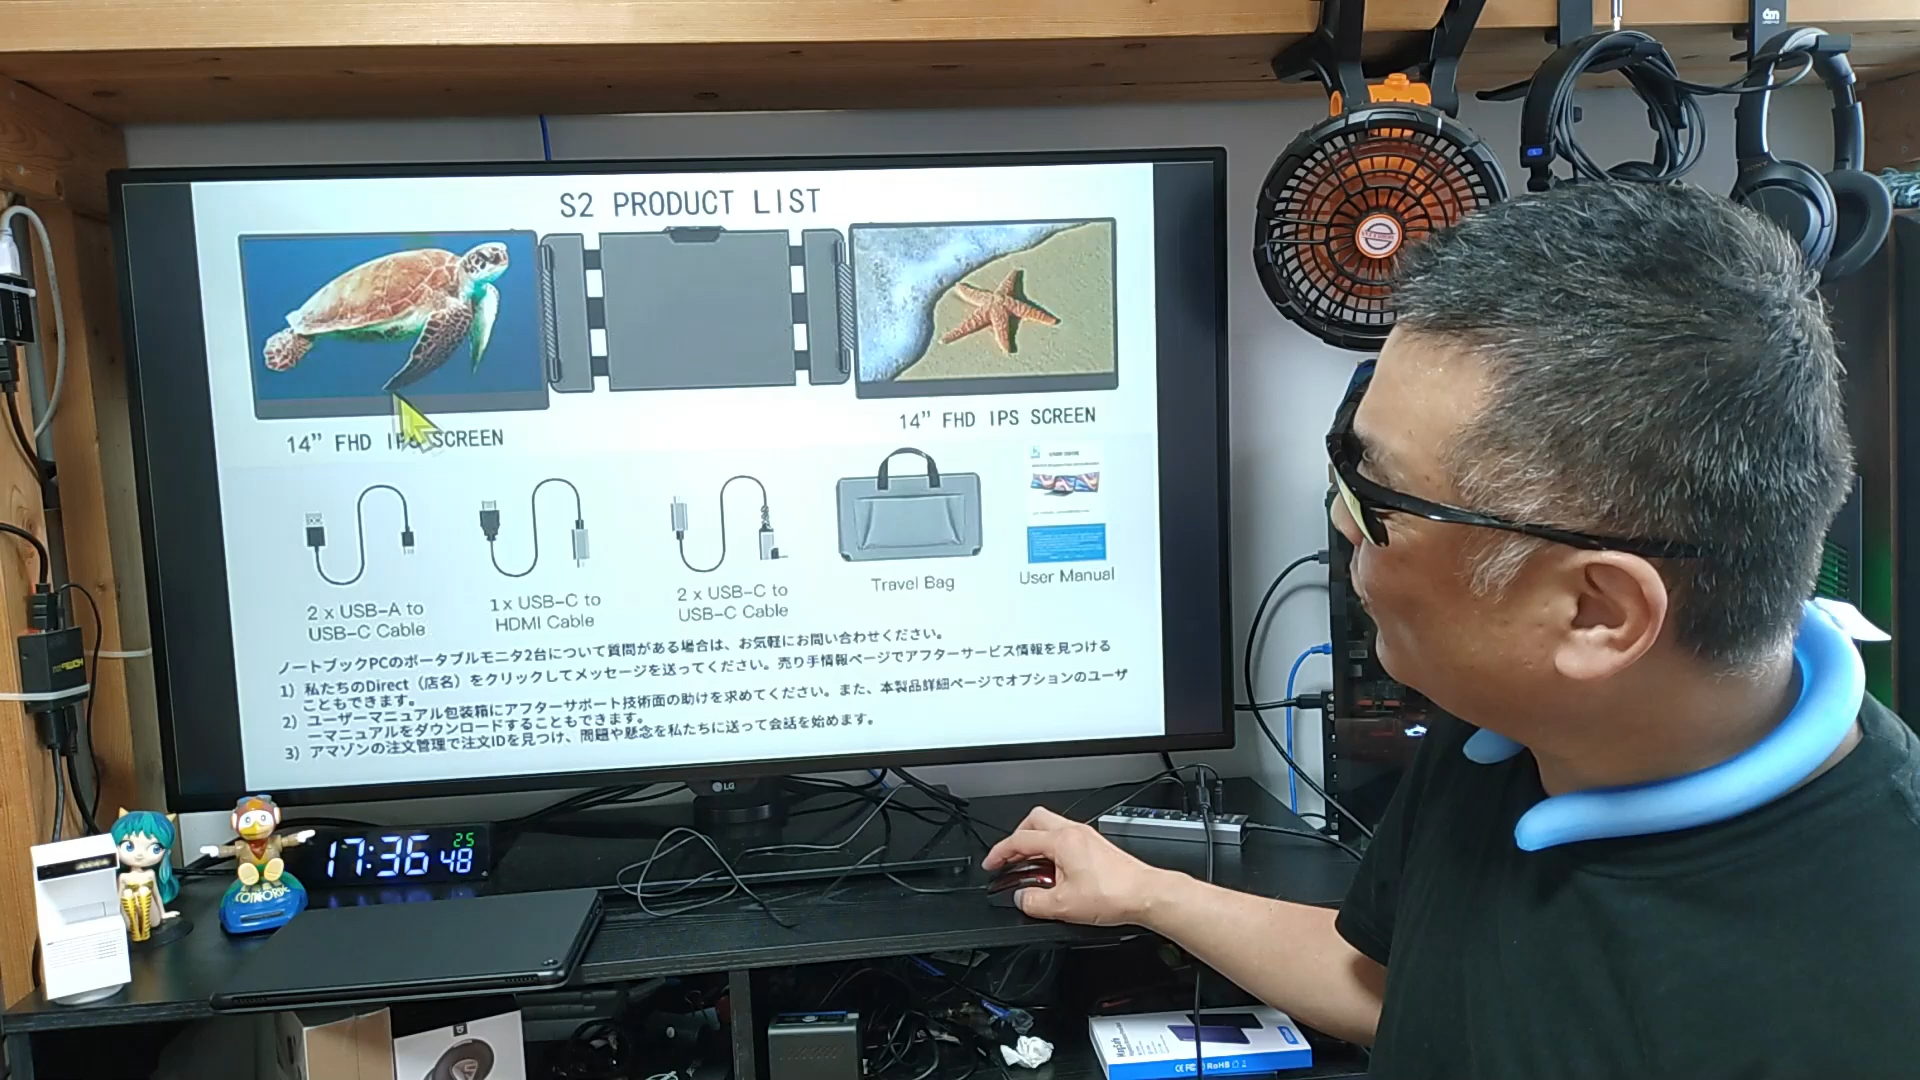 S2 PRODUCT LIST
14” FHD IPS SCREEN
14” FHD IPS SCREEN
2 x USB-A to
USB-C Cable
1 x USB-C to
HDMI Cable
2 x USB-C to
USB-C Cable
Travel Bag
User Manual
ノートブックPCのポータブルモニタ2台について質問がある場合は、お気軽にお問い合わせください。
1）私たちのDirect（店名）をクリックしてメッセージを送ってください。売り手情報ページでアフターサービス情報を見つける
こともできます。
2）ユーザーマニュアル包装箱にアフターサポート技術面の助けを求めてください。また、本製品詳細ページでオプションのユーザ
ーマニュアルをダウンロードすることもできます。
3）アマゾンの注文管理で注文IDを見つけ、問題や懸念を私たちに送って会話を始めます。
LG
17:36 48
25
RoHS